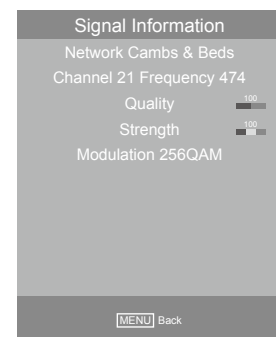 Signal Information
Network Cambs & Beds
Channel 21 Frequency 474
Quality 100
Strength 100
Modulation 256QAM
MENU Back